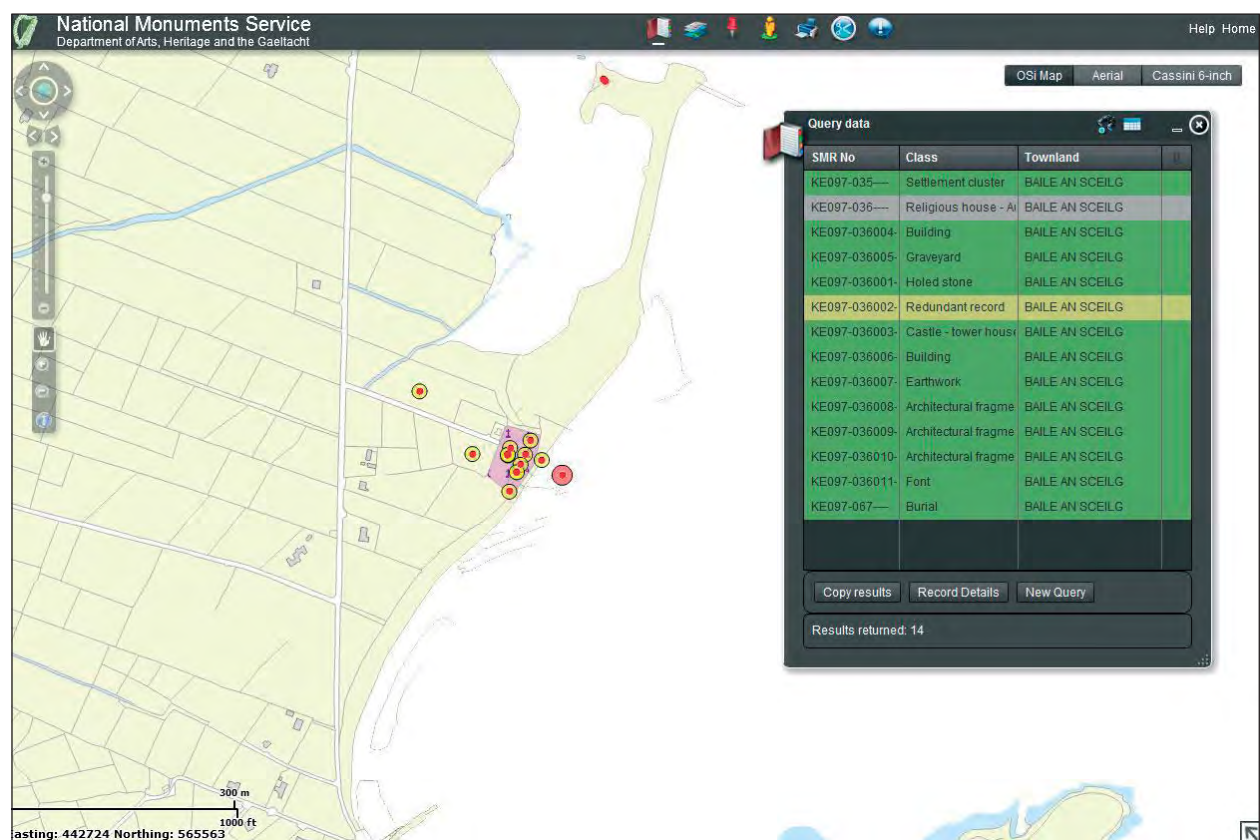 National Monuments Service
Department of Arts, Heritage and the Gaeltacht
Help Home
OSi Map Aerial Cassini 6-inch
Query data
SMR No Class Townland
KE097-035---- Settlement cluster BAILE AN SCEILG
KE097-036---- Religious house - Au BAILE AN SCEILG
KE097-036004- Building BAILE AN SCEILG
KE097-036005- Graveyard BAILE AN SCEILG
KE097-036001- Holed stone BAILE AN SCEILG
KE097-036002- Redundant record BAILE AN SCEILG
KE097-036003- Castle - tower house BAILE AN SCEILG
KE097-036006- Building BAILE AN SCEILG
KE097-036007- Earthwork BAILE AN SCEILG
KE097-036008- Architectural fragme BAILE AN SCEILG
KE097-036009- Architectural fragme BAILE AN SCEILG
KE097-036010- Architectural fragme BAILE AN SCEILG
KE097-036011- Font BAILE AN SCEILG
KE097-067---- Burial BAILE AN SCEILG
Copy results Record Details New Query
Results returned: 14
1
300 m
1000 ft
asting: 442724 Northing: 565563